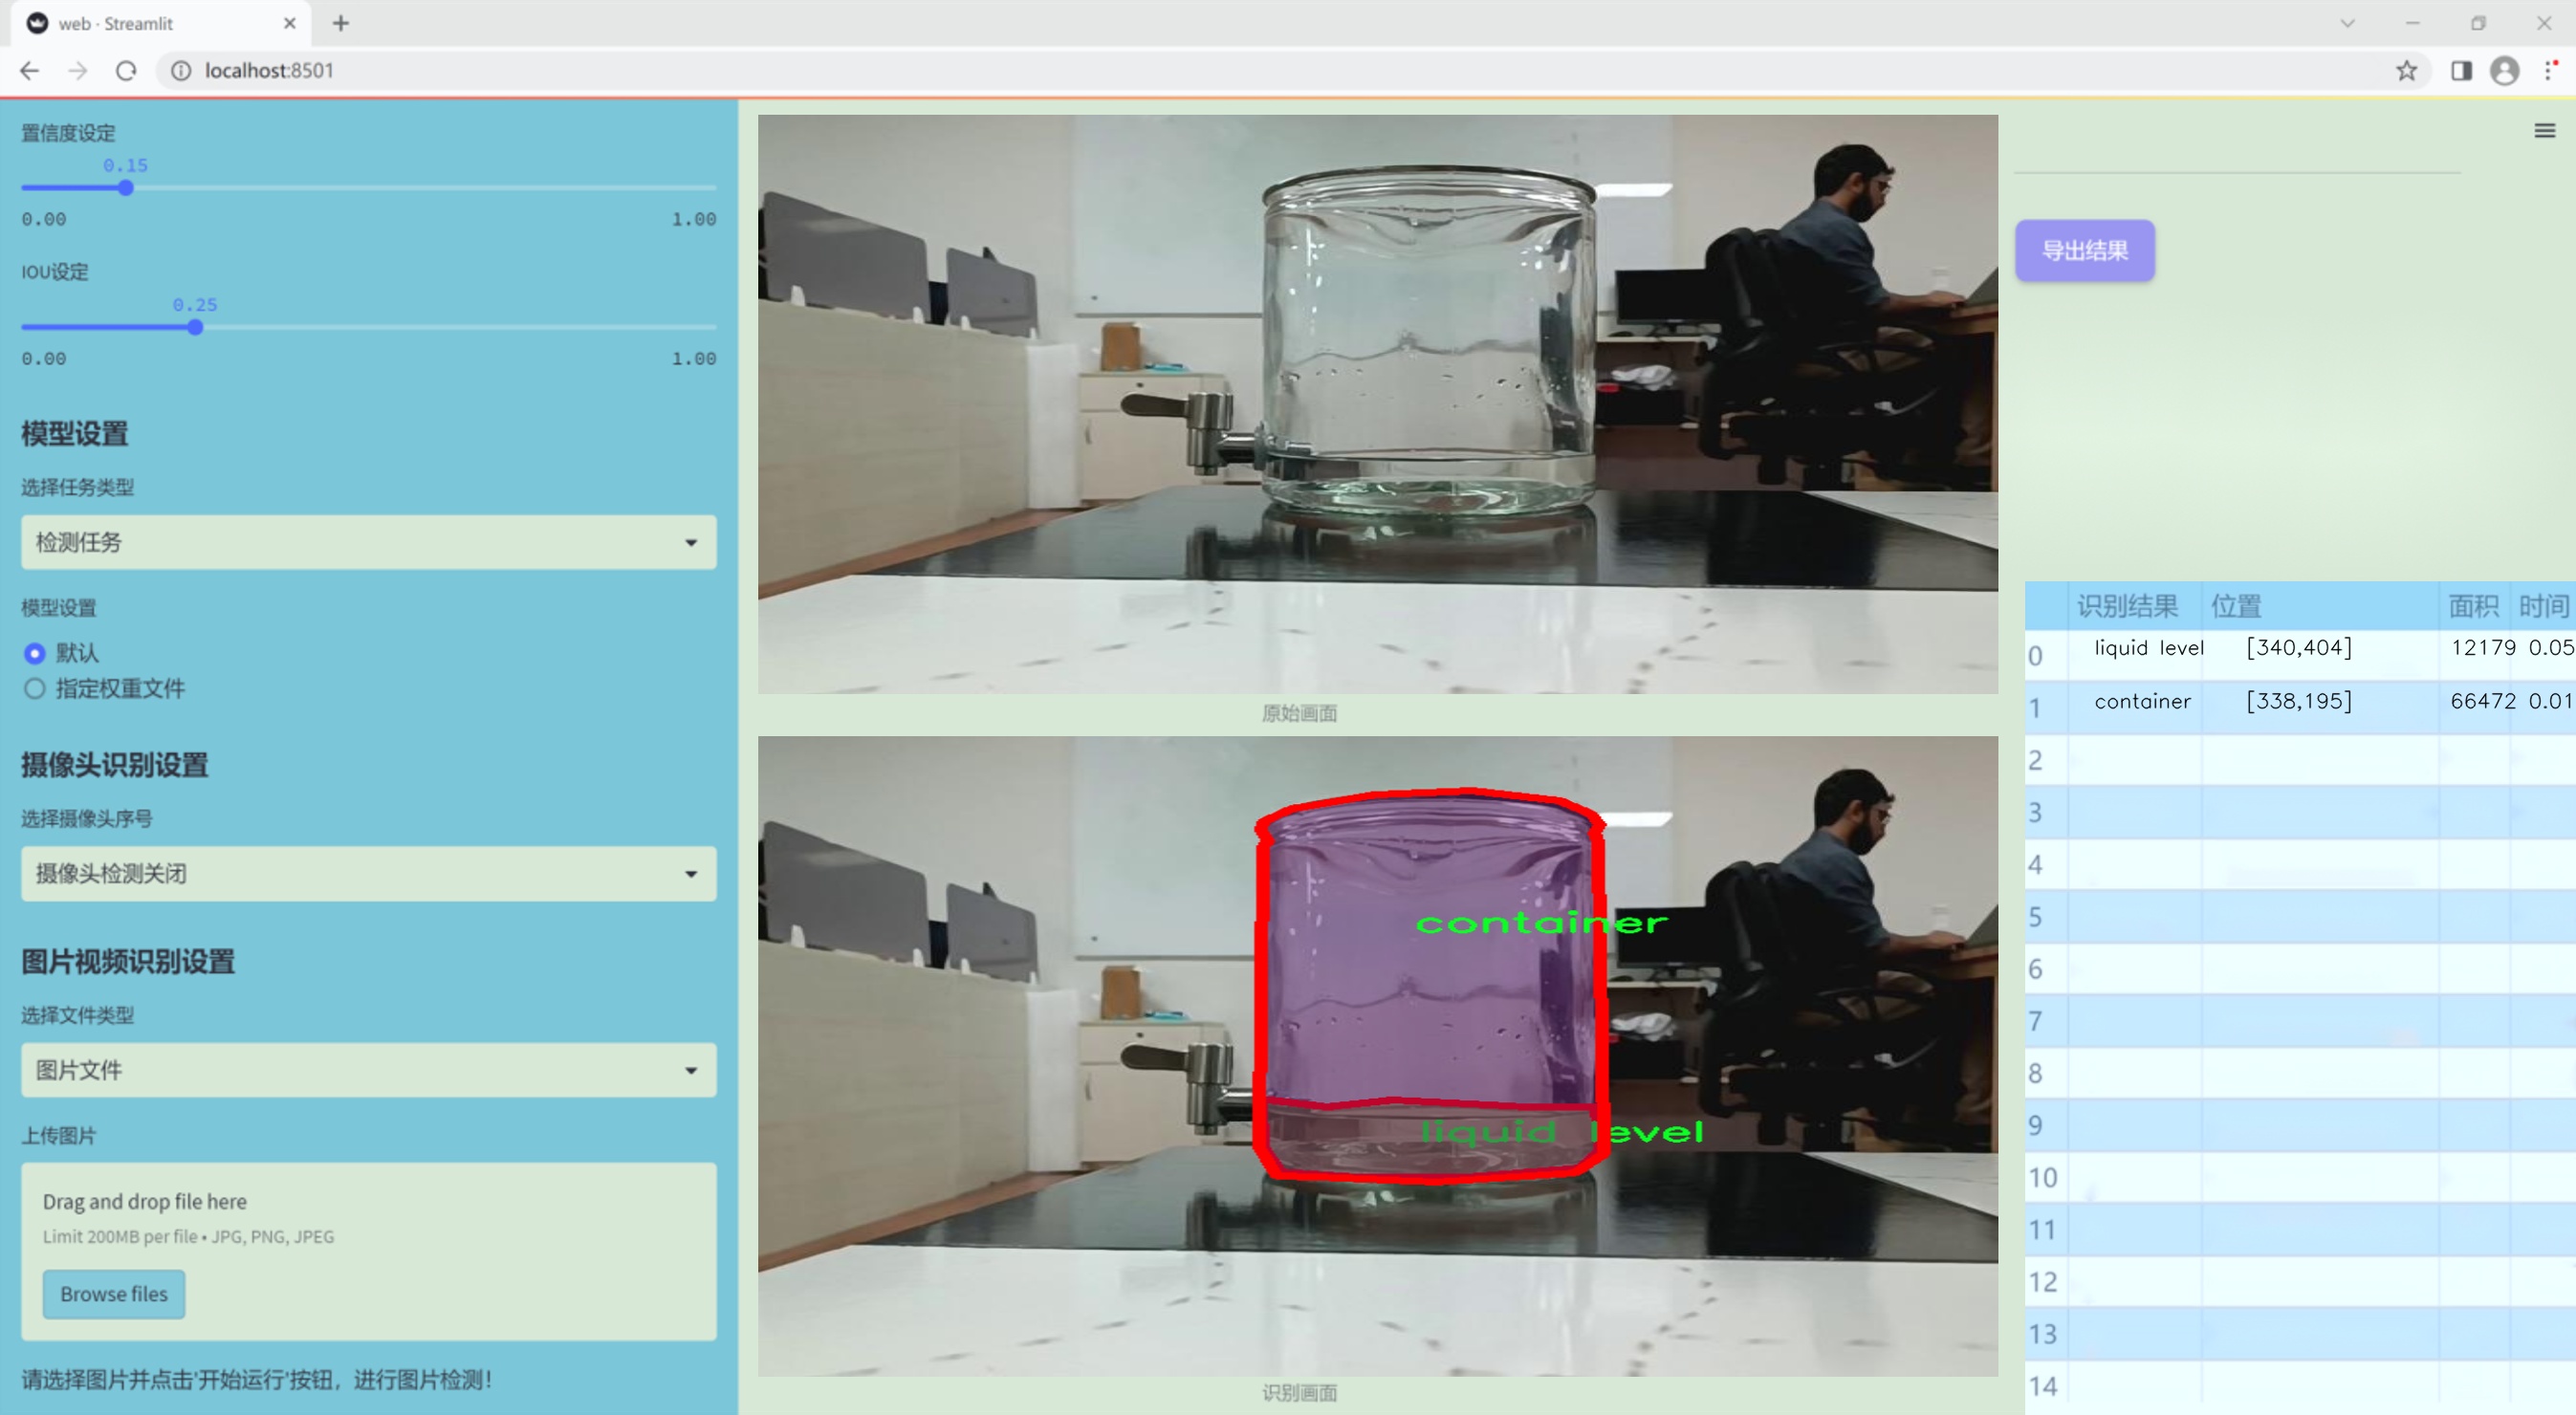 web · Streamlit
localhost:8501
置信度设定
0.15
0.00 1.00
IOU设定
0.25
0.00 1.00
模型设置
选择任务类型
检测任务
模型设置
默认
指定权重文件
摄像头识别设置
选择摄像头序号
摄像头检测关闭
图片视频识别设置
选择文件类型
图片文件
上传图片
Drag and drop file here
Limit 200MB per file • JPG, PNG, JPEG
Browse files
请选择图片并点击'开始运行'按钮，进行图片检测！
原始画面
container
liquid level
识别画面
导出结果
识别结果 位置 面积 时间
0 liquid level [340,404] 12179 0.05
1 container [338,195] 66472 0.01
2
3
4
5
6
7
8
9
10
11
12
13
14